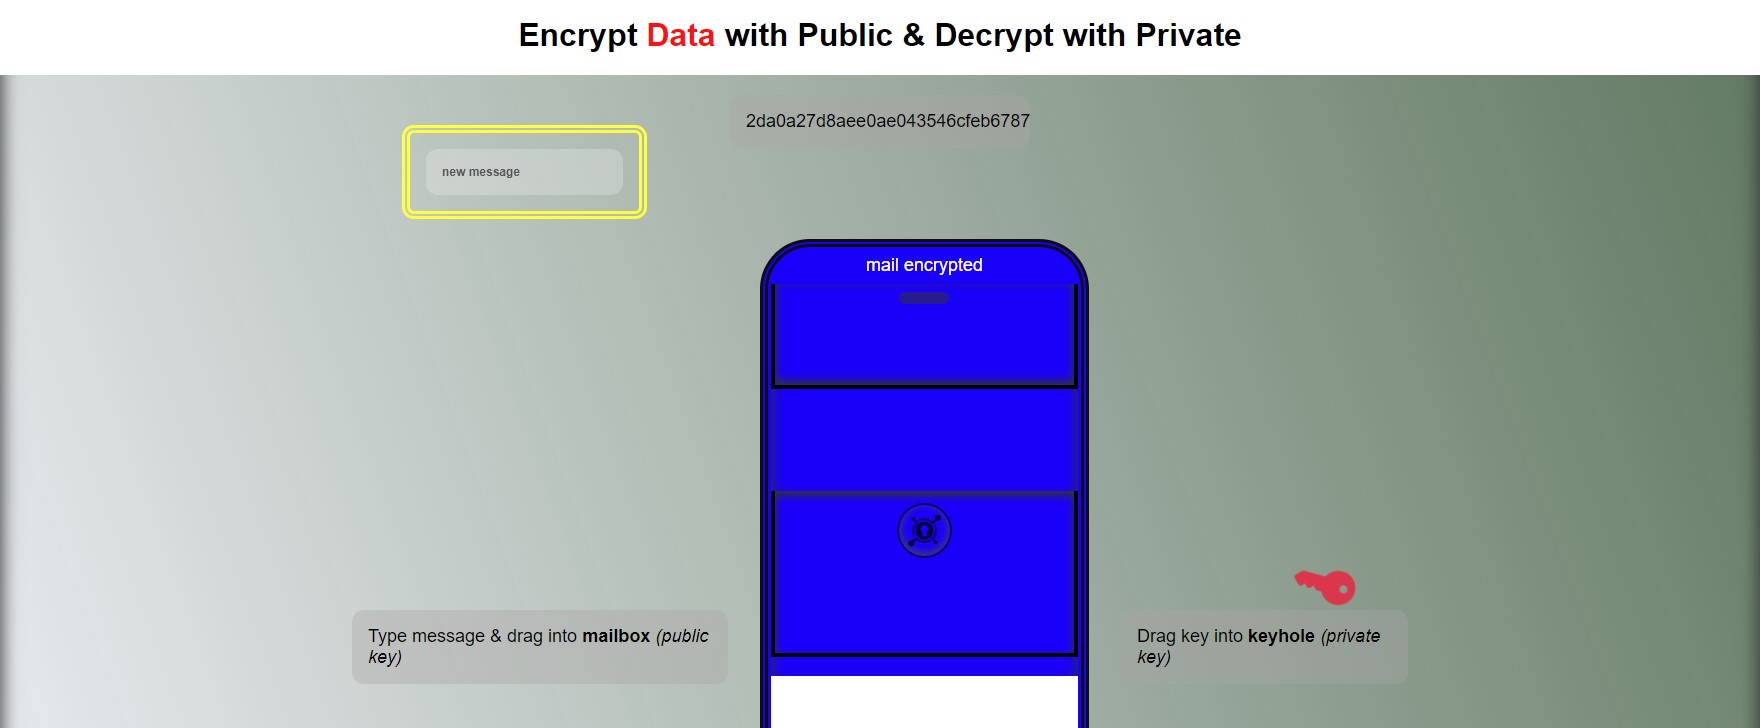 Encrypt Data with Public & Decrypt with Private
2da0a27d8aee0ae043546cfeb6787
new message
mail encrypted
Type message & drag into mailbox (public
key)
Drag key into keyhole (private
key)